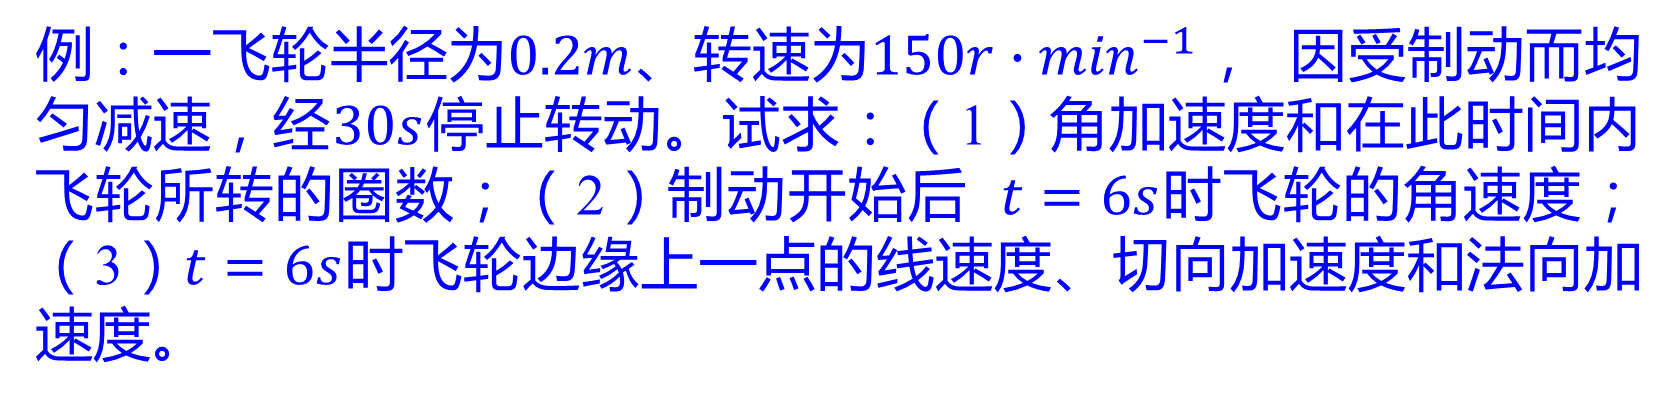 例：一飞轮半径为0.2m、转速为150r·min⁻¹， 因受制动而均
匀减速，经30s停止转动。试求：（1）角加速度和在此时间内
飞轮所转的圈数；（2）制动开始后 t = 6s时飞轮的角速度；
（3）t = 6s时飞轮边缘上一点的线速度、切向加速度和法向加
速度。